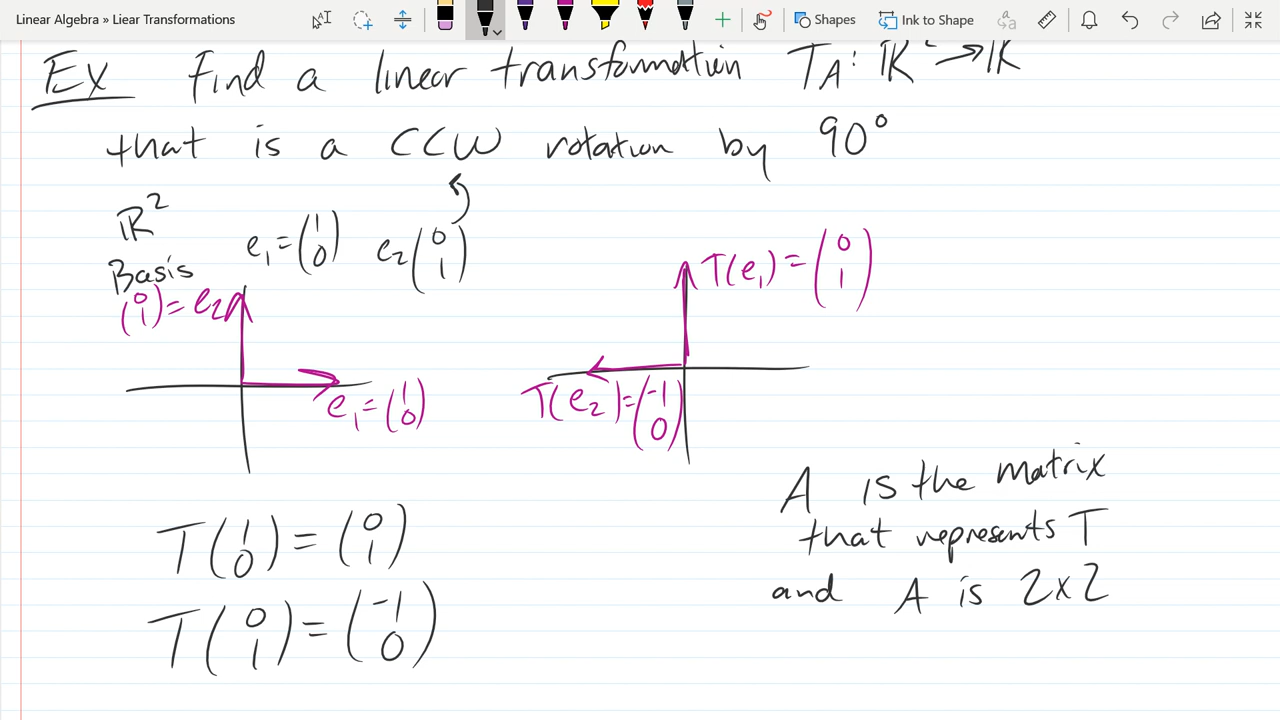 Linear Algebra » Liear Transformations
Shapes
Ink to Shape
Ex Find a linear transformation T_A: ℝ² → ℝ
that is a CCW rotation by 90°
ℝ²
Basis
e₁ = (1 0)
e₂ (0 1)
(0 1) = e₂
e₁ = (1 0)
T(e₁) = (0 1)
T(e₂) = (-1 0)
T(1 0) = (0 1)
T(0 1) = (-1 0)
A is the matrix
that represents T
and A is 2x2